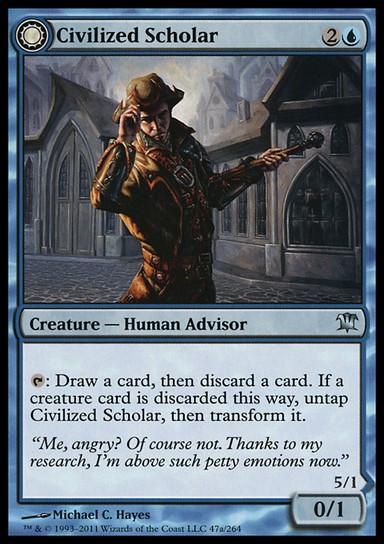 Civilized Scholar 2
Creature — Human Advisor
: Draw a card, then discard a card. If a
creature card is discarded this way, untap
Civilized Scholar, then transform it.
“Me, angry? Of course not. Thanks to my
research, I’m above such petty emotions now.”
5/1
0/1
Michael C. Hayes
™ & © 1993–2011 Wizards of the Coast LLC 47a/264